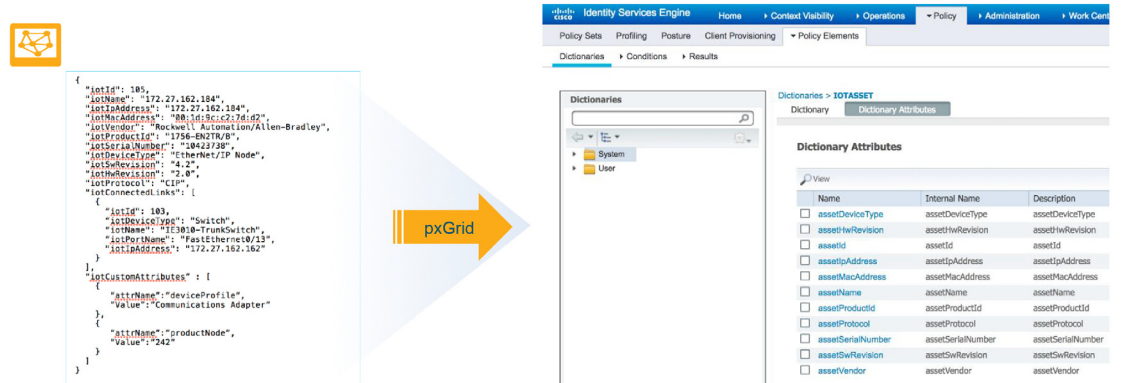 {
"iotId": 105,
"iotName": "172.27.162.184",
"iotIpAddress": "172.27.162.184",
"iotMacAddress": "00:1d:9c:c2:7d:d2",
"iotVendor": "Rockwell Automation/Allen-Bradley",
"iotProductId": "1756-EN2TR/B",
"iotSerialNumber": "10423738",
"iotDeviceType": "EtherNet/IP Node",
"iotSwRevision": "4.2",
"iotHwRevision": "2.0",
"iotProtocol": "CIP",
"iotConnectedLinks": [
{
"iotId": 103,
"iotDeviceType": "Switch",
"iotName": "IE3010-TrunkSwitch",
"iotPortName": "FastEthernet0/13",
"iotIpAddress": "172.27.162.162"
}
],
"iotCustomAttributes" : [
{
"attrName":"deviceProfile",
"Value":"Communications Adapter"
},
{
"attrName":"productNode",
"Value":"242"
}
]
}
pxGrid
cisco Identity Services Engine Home Context Visibility Operations Policy Administration Work Cent
Policy Sets Profiling Posture Client Provisioning Policy Elements
Dictionaries Conditions Results
Dictionaries
System
User
Dictionaries > IOTASSET
Dictionary Dictionary Attributes
Dictionary Attributes
View
Name Internal Name Description
assetDeviceType assetDeviceType assetDeviceType
assetHwRevision assetHwRevision assetHwRevision
assetId assetId assetId
assetIpAddress assetIpAddress assetIpAddress
assetMacAddress assetMacAddress assetMacAddress
assetName assetName assetName
assetProductId assetProductId assetProductId
assetProtocol assetProtocol assetProtocol
assetSerialNumber assetSerialNumber assetSerialNumber
assetSwRevision assetSwRevision assetSwRevision
assetVendor assetVendor assetVendor